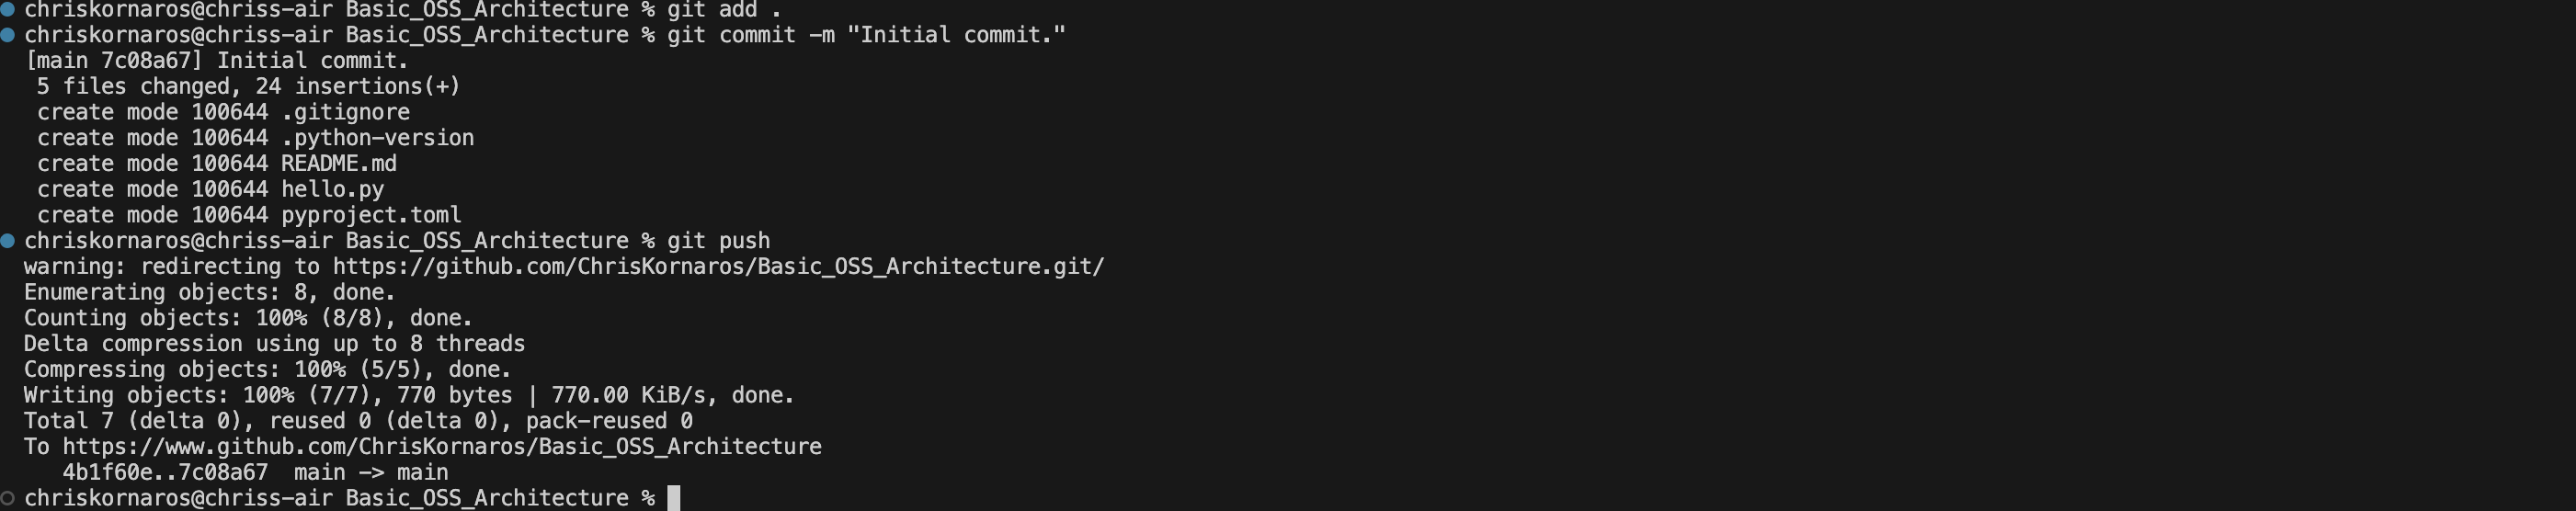 chriskornaros@chriss-air Basic_OSS_Architecture % git add .
chriskornaros@chriss-air Basic_OSS_Architecture % git commit -m "Initial commit."
[main 7c08a67] Initial commit.
 5 files changed, 24 insertions(+)
 create mode 100644 .gitignore
 create mode 100644 .python-version
 create mode 100644 README.md
 create mode 100644 hello.py
 create mode 100644 pyproject.toml
chriskornaros@chriss-air Basic_OSS_Architecture % git push
warning: redirecting to https://github.com/ChrisKornaros/Basic_OSS_Architecture.git/
Enumerating objects: 8, done.
Counting objects: 100% (8/8), done.
Delta compression using up to 8 threads
Compressing objects: 100% (5/5), done.
Writing objects: 100% (7/7), 770 bytes | 770.00 KiB/s, done.
Total 7 (delta 0), reused 0 (delta 0), pack-reused 0
To https://www.github.com/ChrisKornaros/Basic_OSS_Architecture
   4b1f60e..7c08a67  main -> main
chriskornaros@chriss-air Basic_OSS_Architecture %